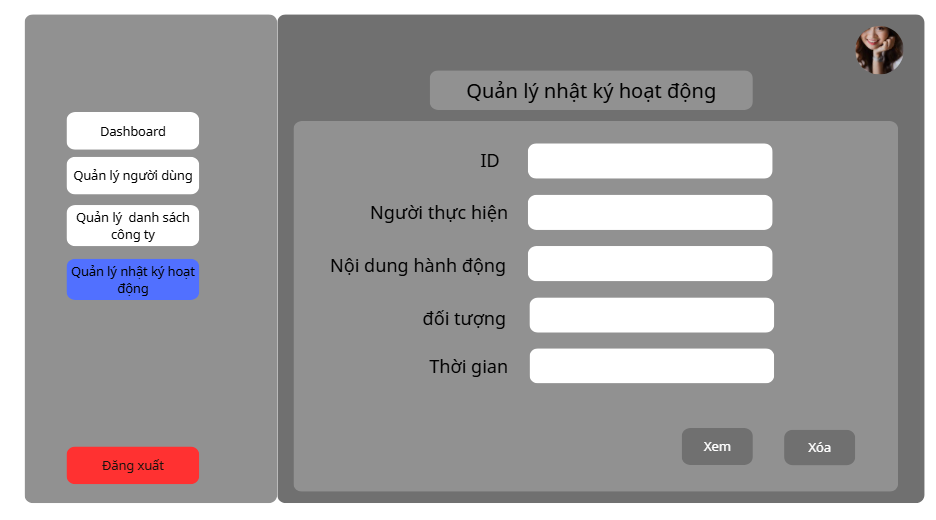 Dashboard
Quản lý người dùng
Quản lý danh sách
công ty
Quản lý nhật ký hoạt
động
Đăng xuất
Quản lý nhật ký hoạt động
ID
Người thực hiện
Nội dung hành động
đối tượng
Thời gian
Xem
Xóa